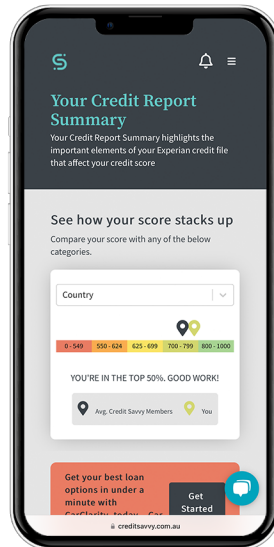 Your Credit Report
Summary
Your Credit Report Summary highlights the
important elements of your Experian credit file
that affect your credit score
See how your score stacks up
Compare your score with any of the below
categories.
Country
0 - 549 550 - 624 625 - 699 700 - 799 800 - 1000
YOU'RE IN THE TOP 50%. GOOD WORK!
Avg. Credit Savvy Members You
Get your best loan
options in under a
minute with
CarClarity today. Car
Get
Started
creditsavvy.com.au